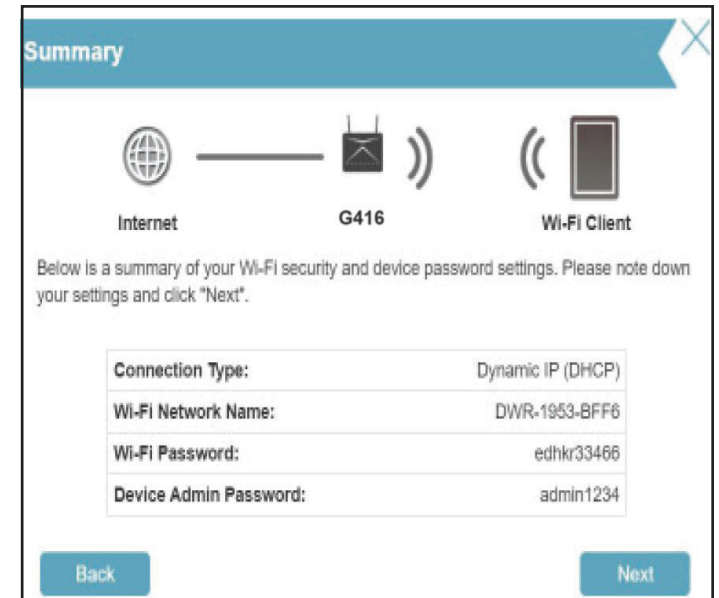 Summary
Internet
G416
Wi-Fi Client
Below is a summary of your Wi-Fi security and device password settings. Please note down
your settings and click "Next".
Connection Type: Dynamic IP (DHCP)
Wi-Fi Network Name: DWR-1953-BFF6
Wi-Fi Password: edhkr33466
Device Admin Password: admin1234
Back
Next